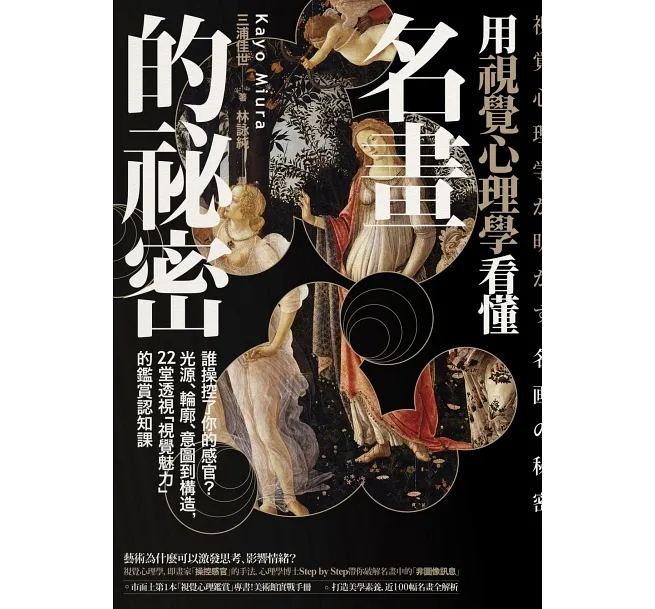 視覚心理学が明かす名画の秘密
用視覺心理學看懂
名畫
的祕密
Kayo Miura
三浦佳世 著 林詠純
誰操控了你的感官?
光源、輪廓、意圖到構造,
22堂透視「視覺魅力」
的鑑賞認知課
藝術為什麼可以激發思考、影響情緒?
視覺心理學,即畫家「操控感官」的手法,心理學博士Step by Step帶你破解名畫中的「非圖像訊息」
。市面上第1本「視覺心理鑑賞」專書!美術館實戰手冊 。打造美學素養,近100幅名畫全解析